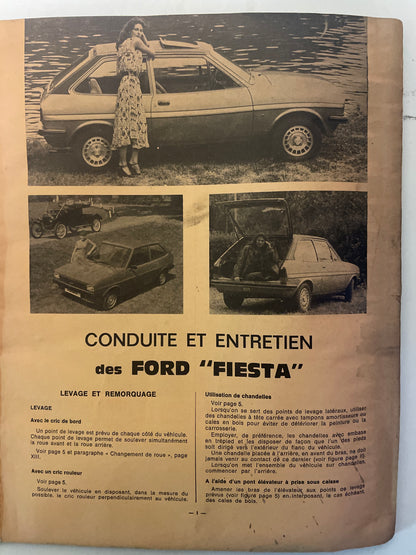 CONDUITE ET ENTRETIEN
des FORD "FIESTA"
LEVAGE ET REMORQUAGE
LEVAGE
Avec le cric de bord
Un point de levage est prévu de chaque côté du véhicule.
Chaque point de levage permet de soulever simultanément
la roue avant et la roue arrière.
Voir page 5 et paragraphe « Changement de roue », page
XIII.
Avec un cric rouleur
Voir page 5.
Soulever le véhicule en disposant, dans la mesure du
possible, le cric rouleur perpendiculairement au véhicule.
Utilisation de chandelles
Voir page 5.
Lorsqu'on se sert des points de levage latéraux, utiliser
des chandelles à tête carrée avec tampons amortisseurs ou
cales en bois pour éviter de détériorer la peinture ou la
carrosserie.
Employer, de préférence, des chandelles avec embase
en trépied et les disposer de façon que l'un des pieds
soit dirigé vers l'extérieur du flanc du véhicule.
Une chandelle placée à l'arrière, en avant du bras, ne doit
jamais venir au contact de ce dernier (voir figure page 5)
Lorsqu'on met l'ensemble du véhicule sur chandelles,
commencer par l'arrière.
A l'aide d'un pont élévateur à prise sous caisse
Amener les bras de l'élévateur aux points de levage
prévus (voir figure page 5) en interposant, le cas échéant
des cales de bois.
— I —